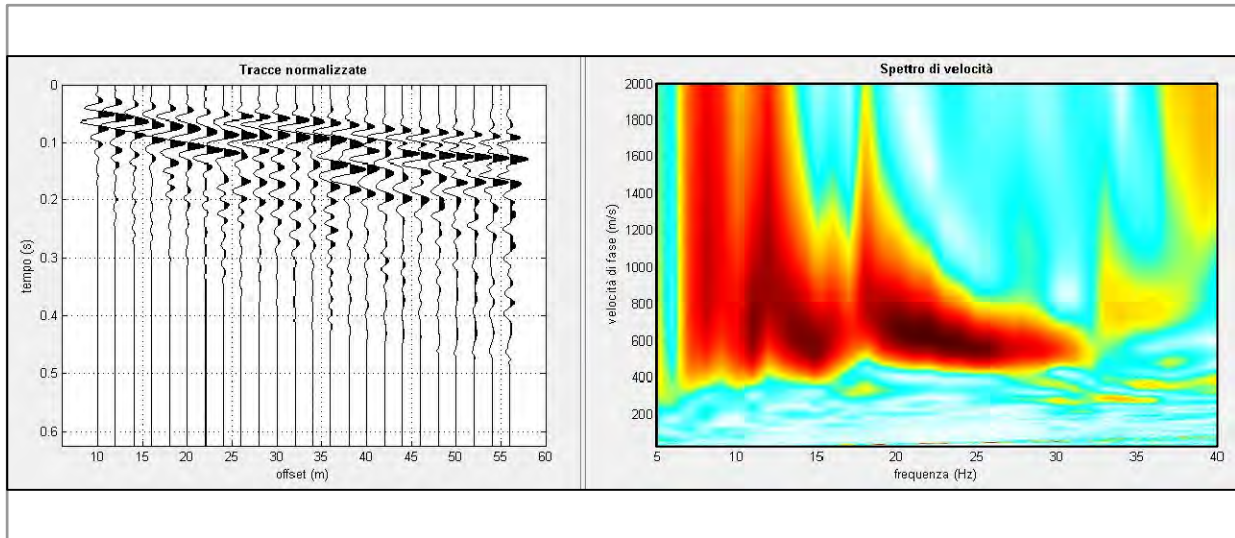 Tracce normalizzate
0
0.1
0.2
0.3
0.4
0.5
0.6
tempo (s)
10 15 20 25 30 35 40 45 50 55 60
offset (m)
Spettro di velocità
2000
1800
1600
1400
1200
1000
800
600
400
200
velocità di fase (m/s)
5 10 15 20 25 30 35 40
frequenza (Hz)